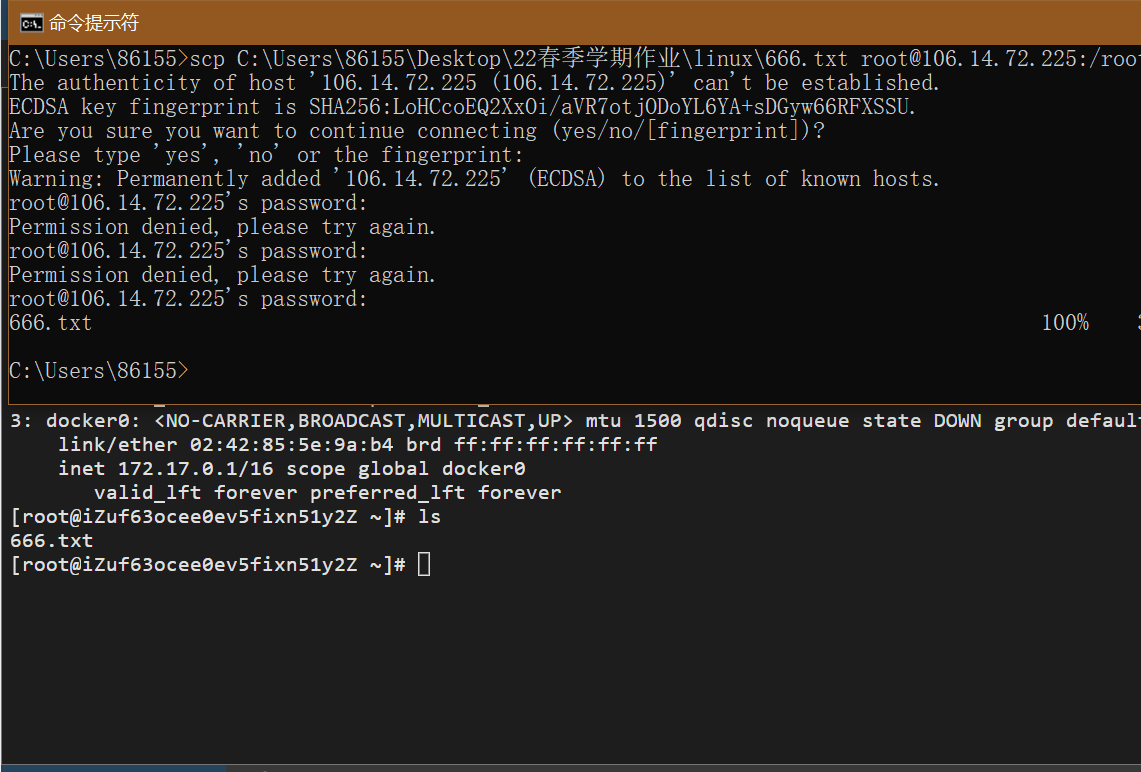 命令提示符
C:\Users\86155>scp C:\Users\86155\Desktop\22春季学期作业\linux\666.txt root@106.14.72.225:/roo
The authenticity of host '106.14.72.225 (106.14.72.225)' can't be established.
ECDSA key fingerprint is SHA256:LoHCcoEQ2XxOi/aVR7otjODoYL6YA+sDGyw66RFXSSU.
Are you sure you want to continue connecting (yes/no/[fingerprint])?
Please type 'yes', 'no' or the fingerprint:
Warning: Permanently added '106.14.72.225' (ECDSA) to the list of known hosts.
root@106.14.72.225's password:
Permission denied, please try again.
root@106.14.72.225's password:
Permission denied, please try again.
root@106.14.72.225's password:
666.txt 100%
C:\Users\86155>
3: docker0: <NO-CARRIER,BROADCAST,MULTICAST,UP> mtu 1500 qdisc noqueue state DOWN group default
link/ether 02:42:85:5e:9a:b4 brd ff:ff:ff:ff:ff:ff
inet 172.17.0.1/16 scope global docker0
valid_lft forever preferred_lft forever
[root@iZuf63ocee0ev5fixn51y2Z ~]# ls
666.txt
[root@iZuf63ocee0ev5fixn51y2Z ~]#